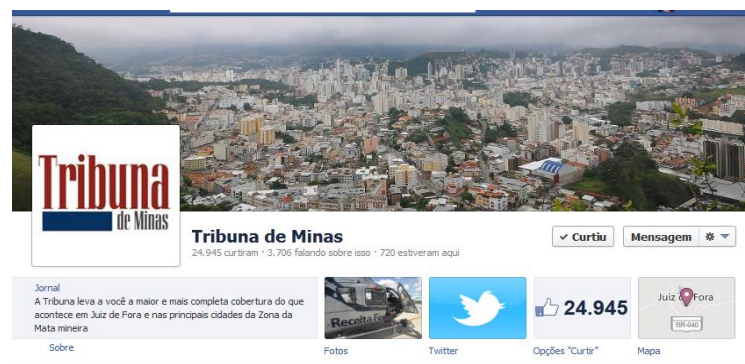 Tribuna
de Minas
Tribuna de Minas
24.945 curtiram · 3.706 falando sobre isso · 720 estiveram aqui
✓ Curtiu
Mensagem
Jornal
A Tribuna leva a você a maior e mais completa cobertura do que
acontece em Juiz de Fora e nas principais cidades da Zona da
Mata mineira
Sobre
Receita Fe
24.945
Juiz de Fora
BR-040
Fotos
Twitter
Opções "Curtir"
Mapa